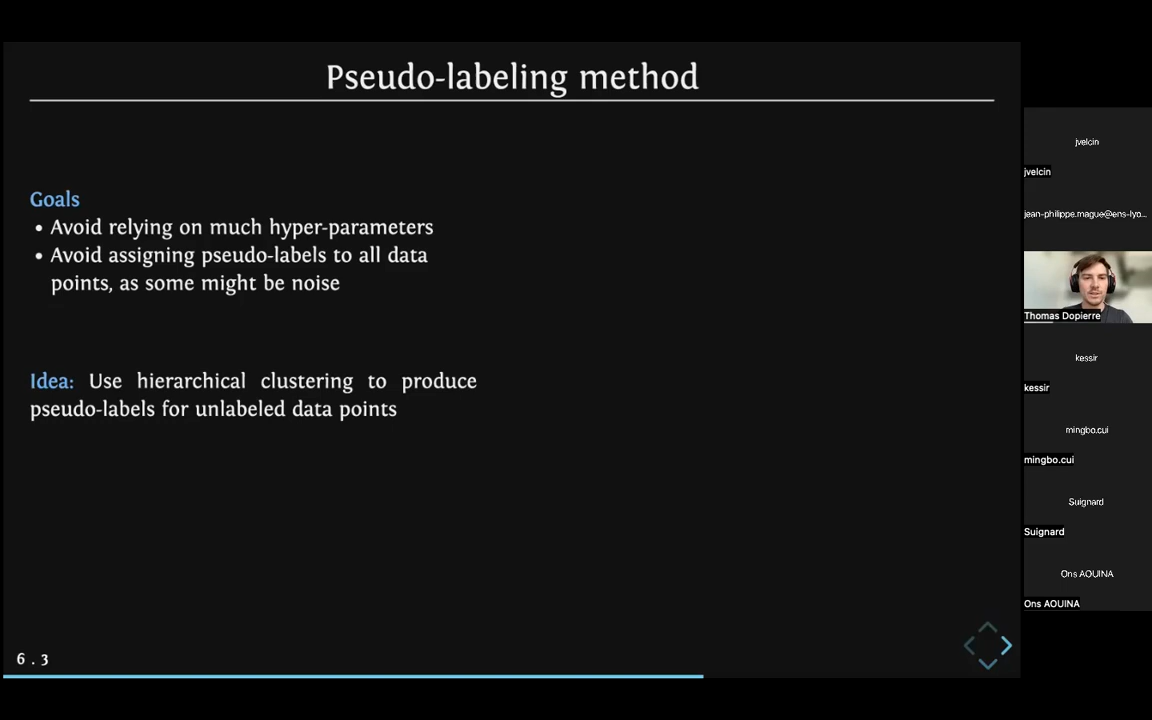 Pseudo-labeling method
Goals
• Avoid relying on much hyper-parameters
• Avoid assigning pseudo-labels to all data
points, as some might be noise
Idea: Use hierarchical clustering to produce
pseudo-labels for unlabeled data points
6 . 3
jvelcin
jvelcin
jean-philippe.mague@ens-lyo...
Thomas Dopierre
kessir
kessir
mingbo.cui
mingbo.cui
Suignard
Suignard
Ons AOUINA
Ons AOUINA